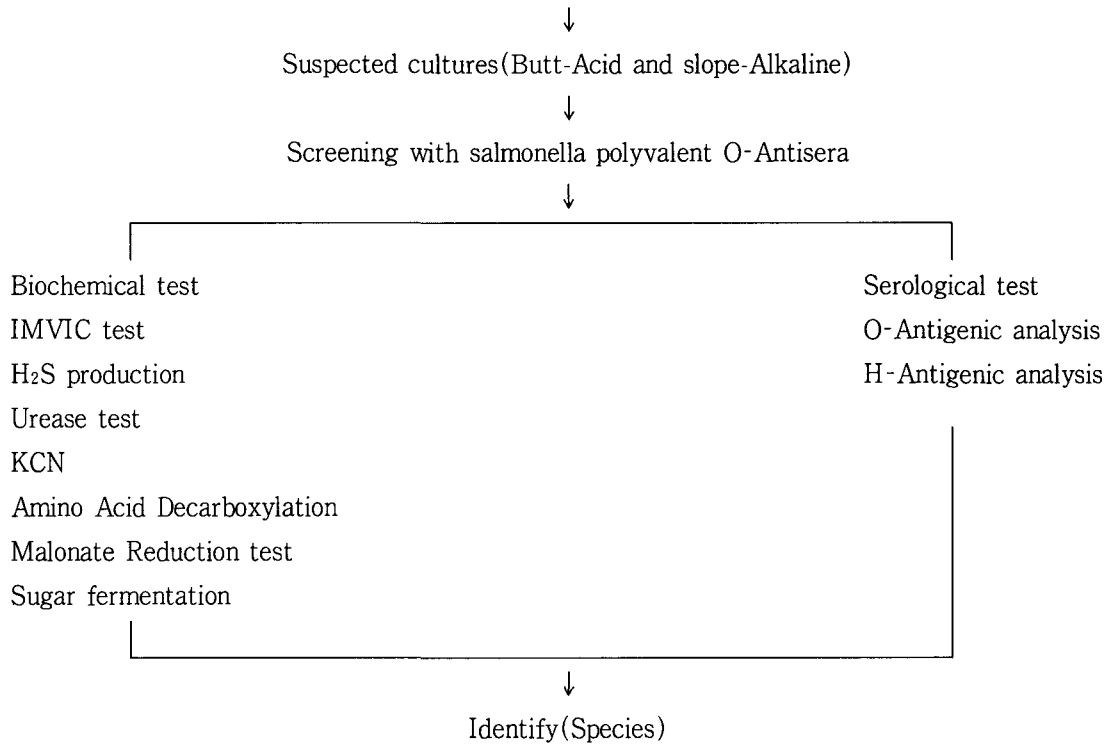 Suspected cultures(Butt-Acid and slope-Alkaline)
Screening with salmonella polyvalent O-Antisera
Biochemical test
IMVIC test
H₂S production
Urease test
KCN
Amino Acid Decarboxylation
Malonate Reduction test
Sugar fermentation
Serological test
O-Antigenic analysis
H-Antigenic analysis
Identify(Species)